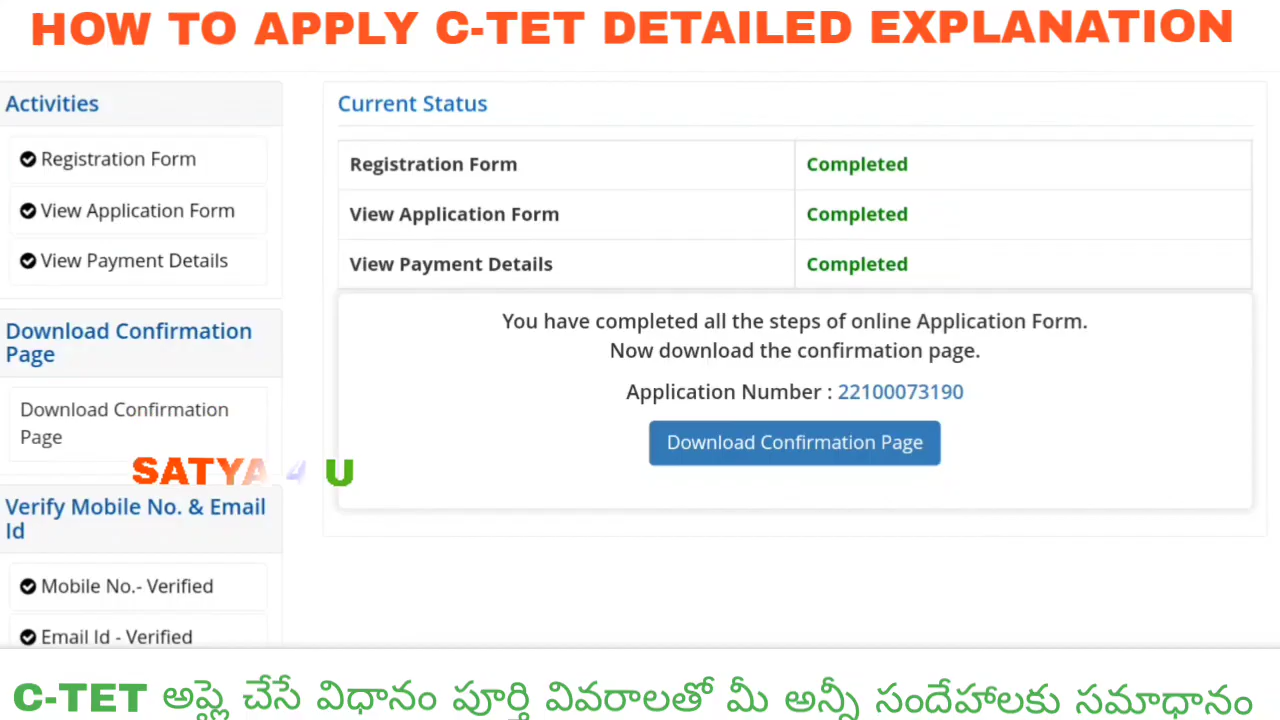 HOW TO APPLY C-TET DETAILED EXPLANATION
Activities
Registration Form
View Application Form
View Payment Details
Download Confirmation
Page
Download Confirmation
Page
SATYA 4 U
Verify Mobile No. & Email
Id
Mobile No.- Verified
Email Id - Verified
Current Status
Registration Form Completed
View Application Form Completed
View Payment Details Completed
You have completed all the steps of online Application Form.
Now download the confirmation page.
Application Number : 22100073190
Download Confirmation Page
C-TET అప్లై చేసే విధానం పూర్తి వివరాలతో మీ అన్నీ సందేహాలకు సమాధానం